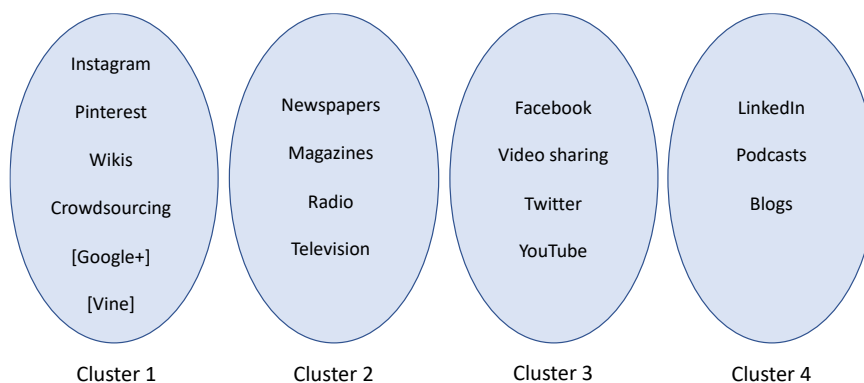 Instagram
Pinterest
Wikis
Crowdsourcing
[Google+]
[Vine]
Cluster 1
Newspapers
Magazines
Radio
Television
Cluster 2
Facebook
Video sharing
Twitter
YouTube
Cluster 3
LinkedIn
Podcasts
Blogs
Cluster 4